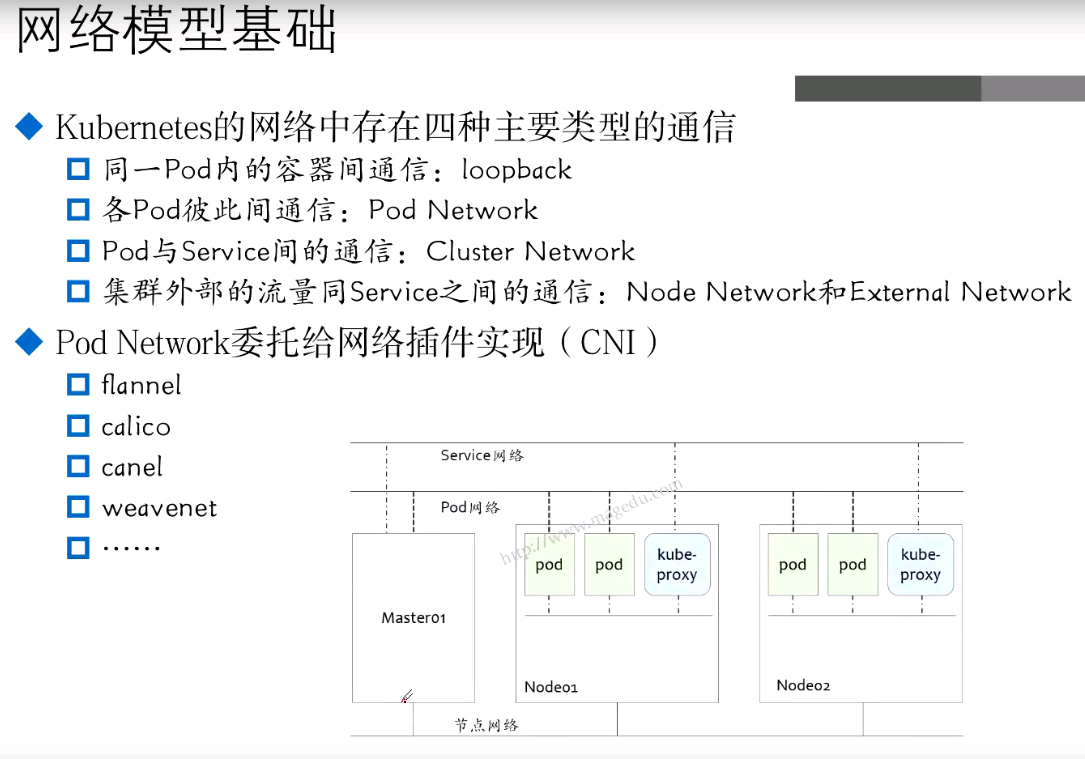 网络模型基础
Kubernetes的网络中存在四种主要类型的通信
同一Pod内的容器间通信：loopback
各Pod彼此间通信：Pod Network
Pod与Service间的通信：Cluster Network
集群外部的流量同Service之间的通信：Node Network和External Network
Pod Network委托给网络插件实现（CNI）
flannel
calico
canel
weavenet
……
Service网络
Pod网络
http://www.magedu.com
Master01
pod
pod
kube-
proxy
Node01
pod
pod
kube-
proxy
Node02
节点网络